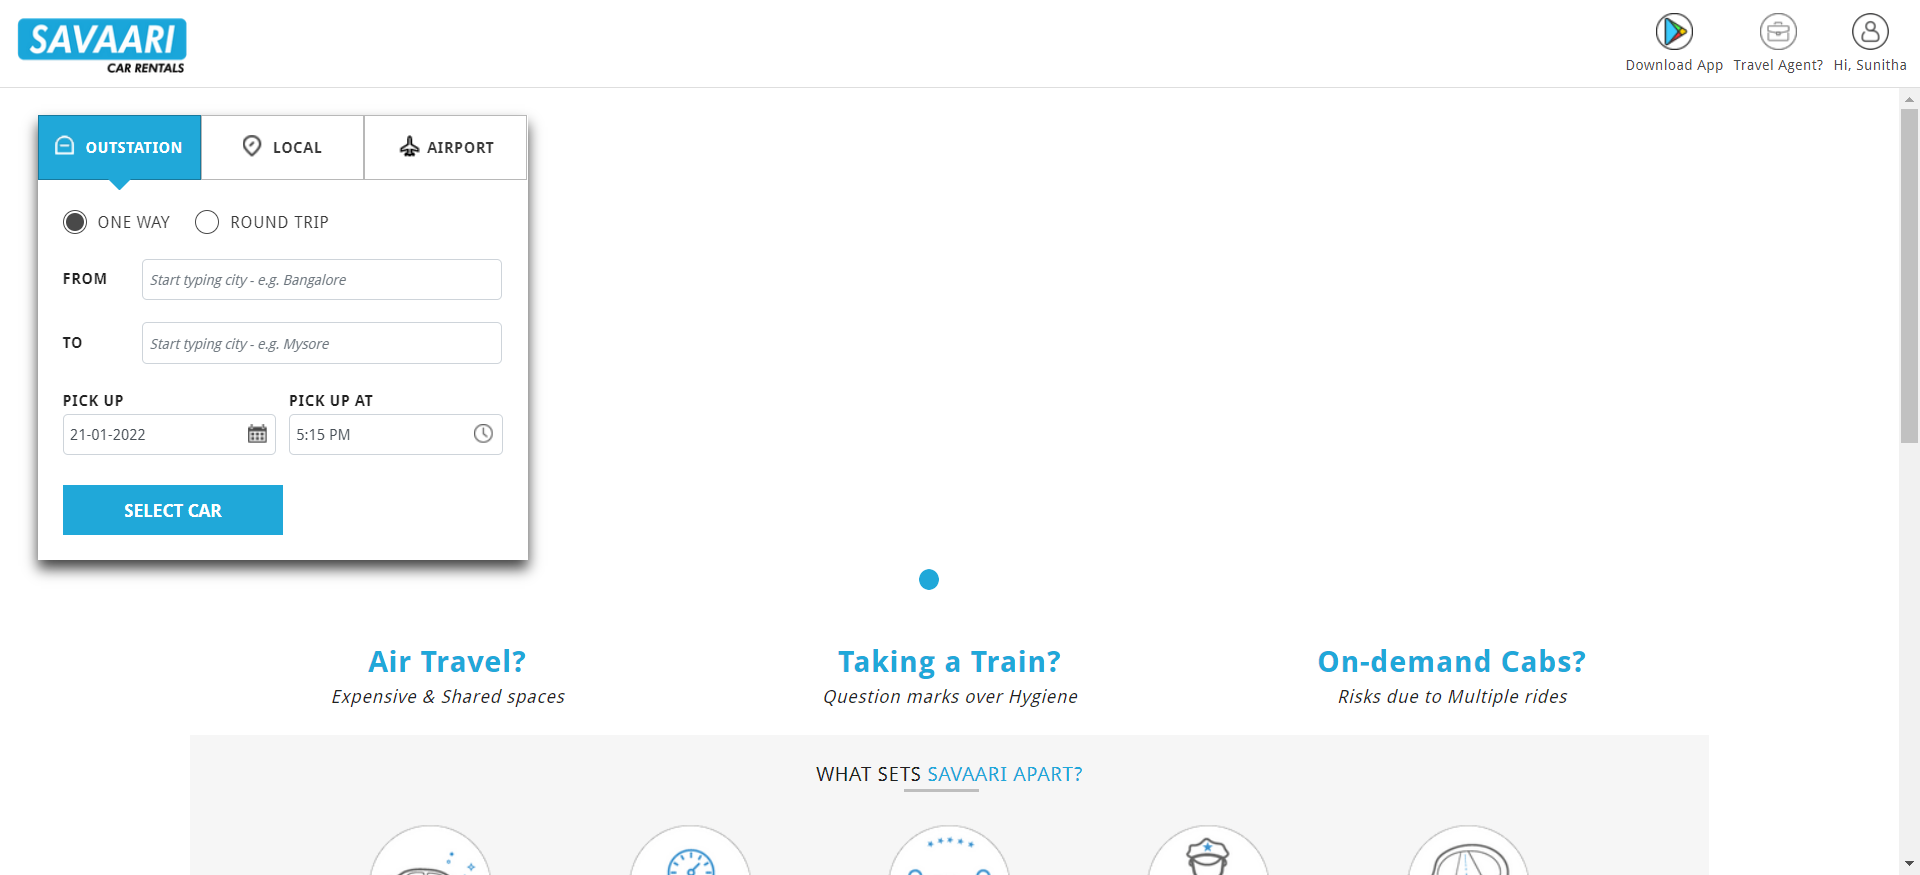 SAVAARI
CAR RENTALS
Download App
Travel Agent?
Hi, Sunitha
OUTSTATION
LOCAL
AIRPORT
ONE WAY
ROUND TRIP
FROM
Start typing city - e.g. Bangalore
TO
Start typing city - e.g. Mysore
PICK UP
PICK UP AT
21-01-2022
5:15 PM
SELECT CAR
Air Travel?
Expensive & Shared spaces
Taking a Train?
Question marks over Hygiene
On-demand Cabs?
Risks due to Multiple rides
WHAT SETS SAVAARI APART?